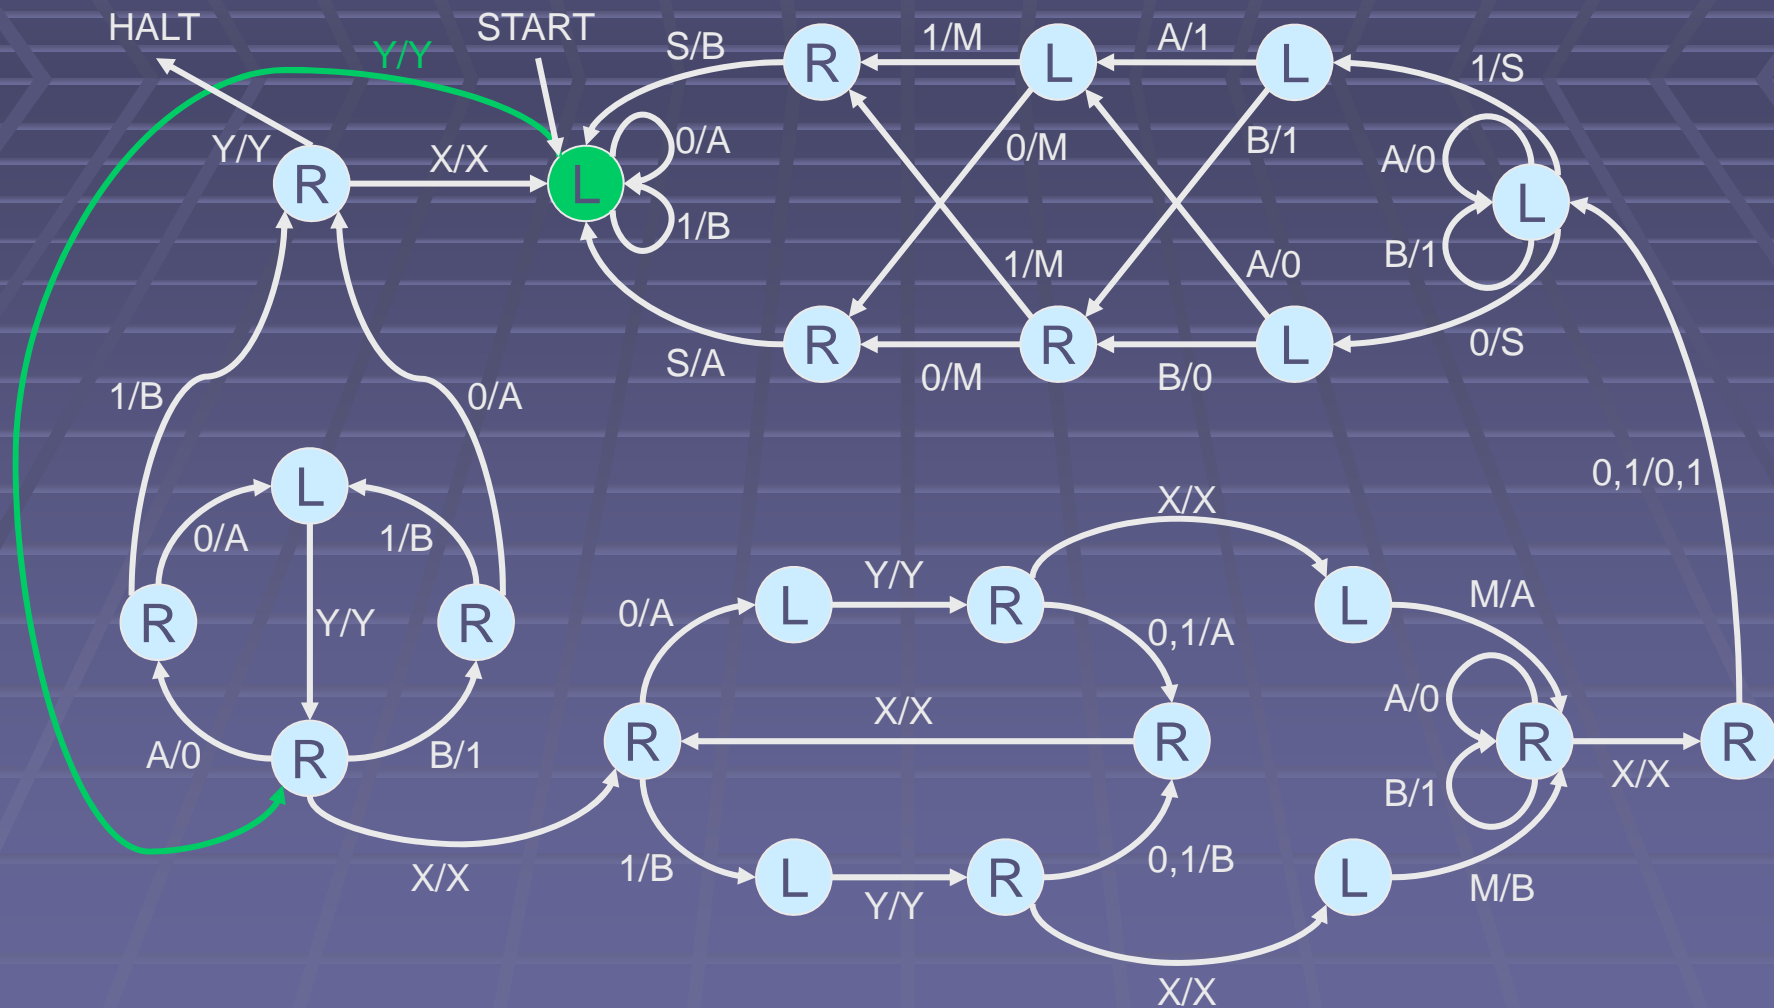 HALT
START
Y/Y
S/B
1/M
A/1
1/S
R
L
L
0/A
Y/Y
X/X
0/M
B/1
A/0
R
L
L
1/B
S/A
1/M
A/0
B/1
R
R
L
0/M
B/0
0/S
1/B
0/A
L
0,1/0,1
0/A
1/B
X/X
Y/Y
R
R
Y/Y
0/A
L
R
L
M/A
0,1/A
A/0
B/1
R
X/X
A/0
R
R
R
R
X/X
B/1
X/X
1/B
L
Y/Y
R
0,1/B
L
M/B
X/X